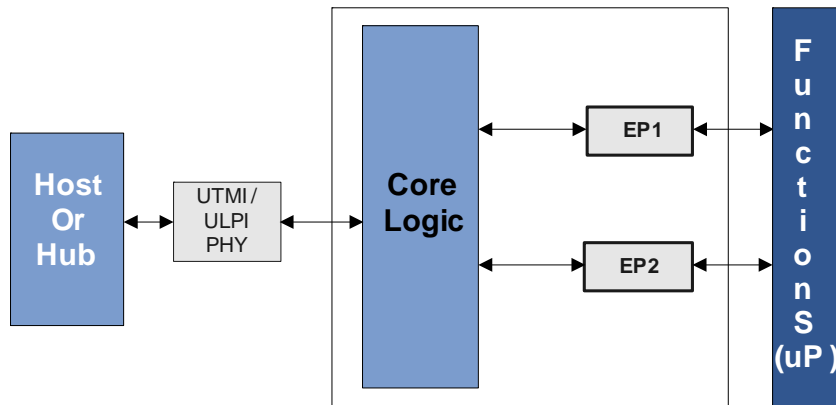 Host
Or
Hub
UTMI /
ULPI
PHY
Core
Logic
EP1
EP2
F
u
n
c
t
i
o
n
S
(uP )